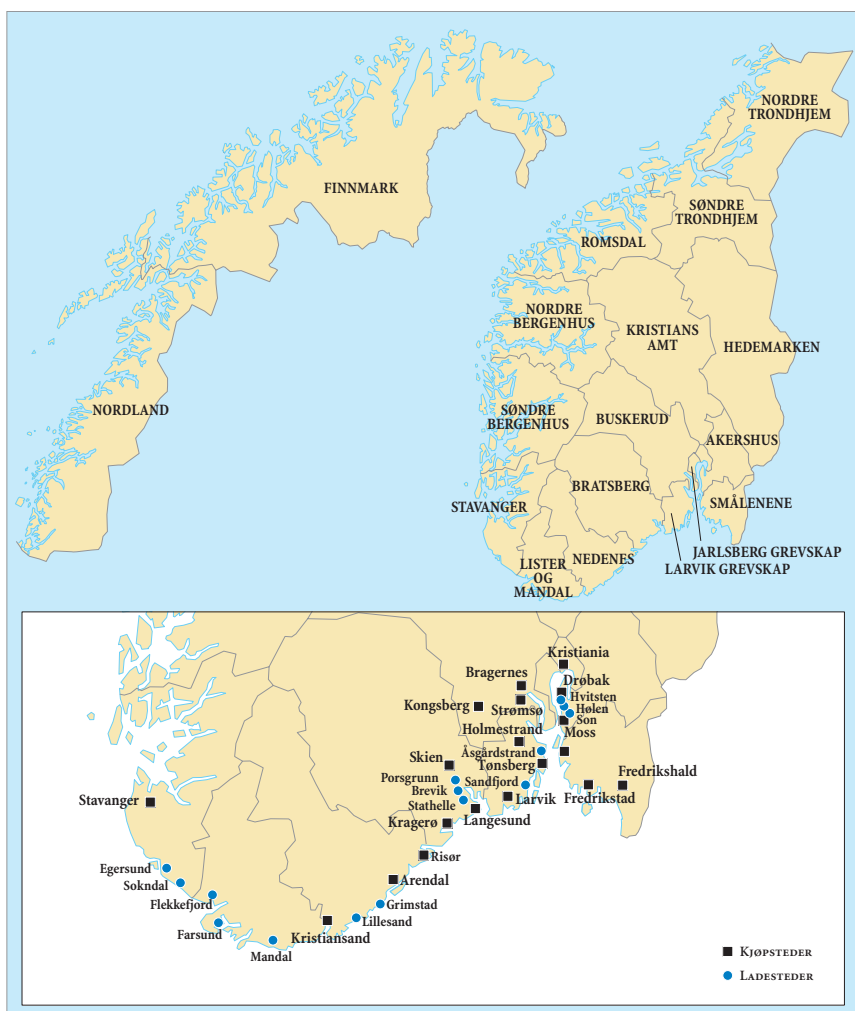 NORDRE
TRONDHJEM
FINNMARK
SØNDRE
TRONDHJEM
ROMSDAL
NORDRE
BERGENHUS
KRISTIANS
AMT
HEDEMARKEN
NORDLAND
SØNDRE
BERGENHUS
BUSKERUD
AKERSHUS
BRATSBERG
STAVANGER
SMÅLENENE
JARLSBERG GREVSKAP
LARVIK GREVSKAP
LISTER
OG
MANDAL
NEDENES
Kristiania
Bragernes
Drøbak
Hvitsten
Kongsberg
Strømsø
Hølen
Son
Holmestrand
Moss
Åsgårdstrand
Skien
Tønsberg
Porsgrunn
Sandfjord
Fredrikshald
Brevik
Stavanger
Stathelle
Larvik
Fredrikstad
Langesund
Kragerø
Risør
Egersund
Arendal
Sokndal
Flekkefjord
Grimstad
Lillesand
Farsund
Kristiansand
Mandal
KJØPSTEDER
LADESTEDER